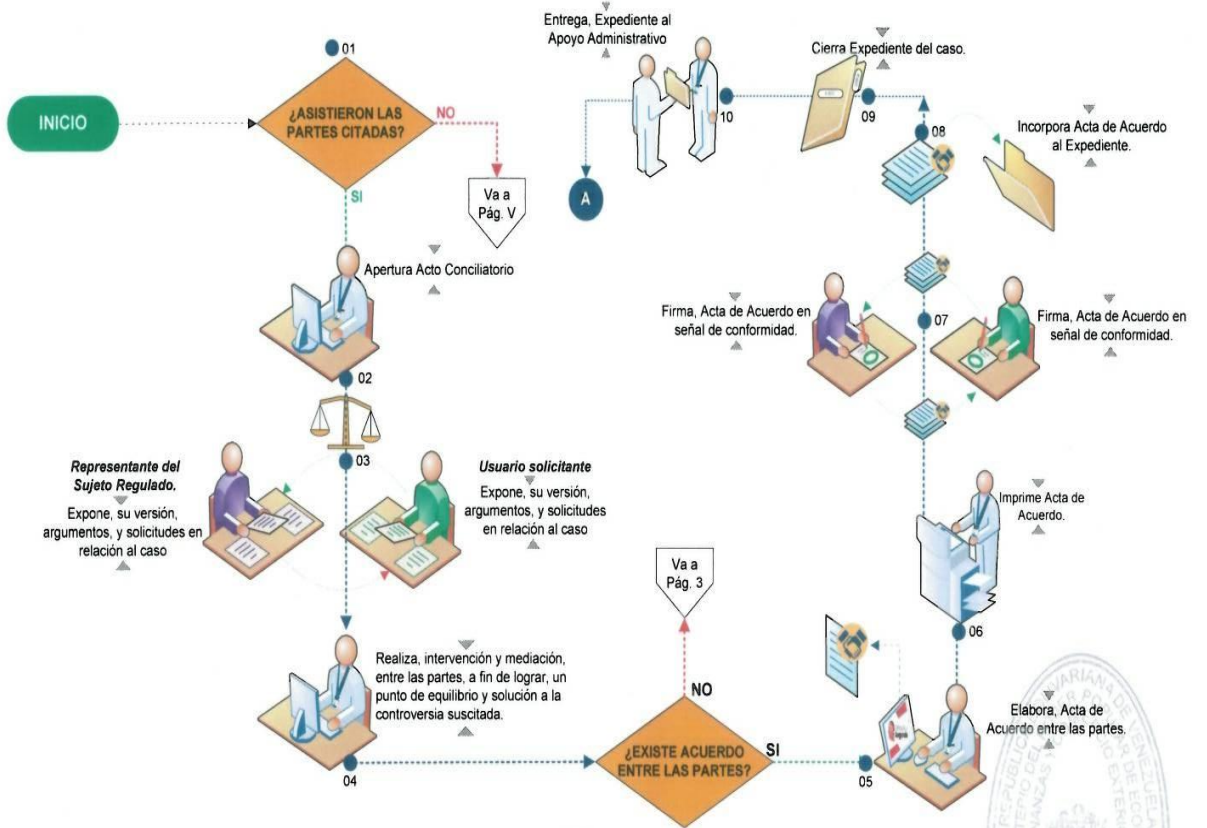 INICIO
01
¿ASISTIERON LAS
PARTES CITADAS?
NO
Va a
Pág. V
SI
Apertura Acto Conciliatorio
02
03
Representante del
Sujeto Regulado.
Expone, su versión,
argumentos, y solicitudes en
relación al caso
Usuario solicitante
Expone, su versión,
argumentos, y solicitudes
en relación al caso
Realiza, intervención y mediación,
entre las partes, a fin de lograr, un
punto de equilibrio y solución a la
controversia suscitada.
04
¿EXISTE ACUERDO
ENTRE LAS PARTES?
NO
Va a
Pág. 3
SI
05
Elabora, Acta de
Acuerdo entre las partes.
06
Imprime Acta de
Acuerdo.
07
Firma, Acta de Acuerdo en
señal de conformidad.
Firma, Acta de Acuerdo en
señal de conformidad.
08
Incorpora Acta de Acuerdo
al Expediente.
09
Cierra Expediente del caso.
10
Entrega, Expediente al
Apoyo Administrativo
A